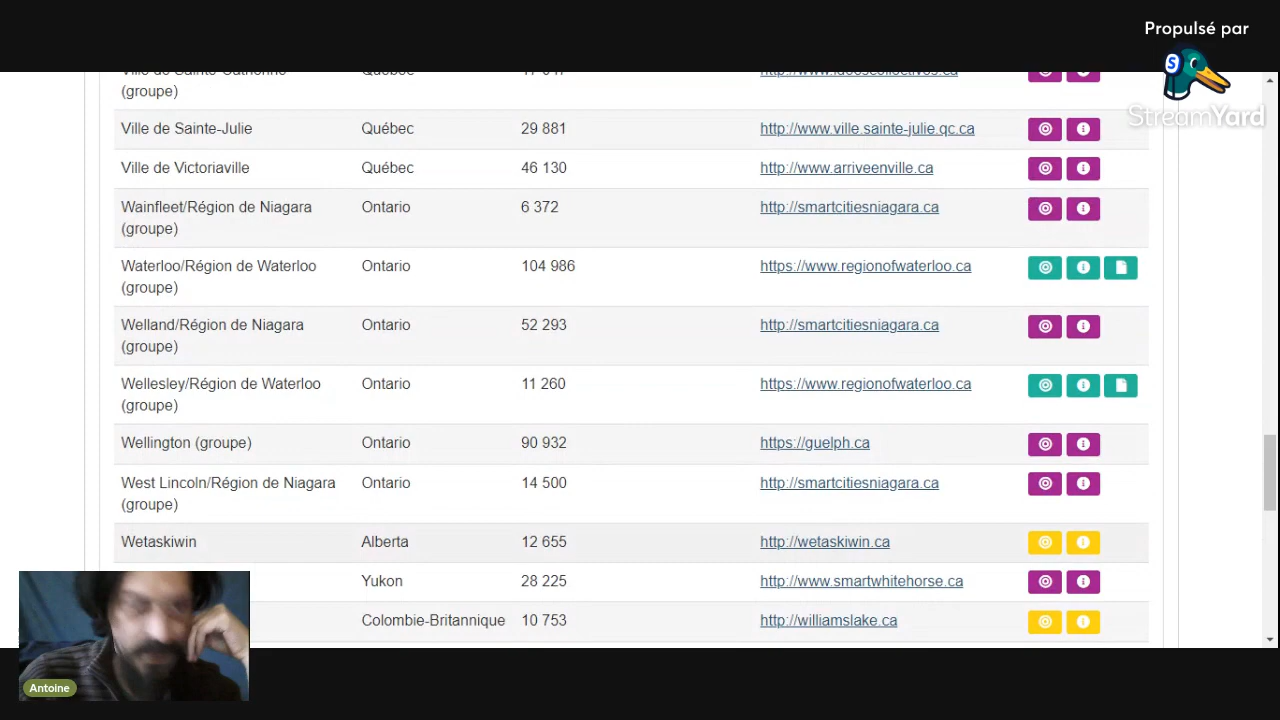 Propulsé par
StreamYard
(groupe)
Ville de Sainte-Julie Québec 29 881 http://www.ville.sainte-julie.qc.ca
Ville de Victoriaville Québec 46 130 http://www.arriveenville.ca
Wainfleet/Région de Niagara Ontario 6 372 http://smartcitiesniagara.ca
(groupe)
Waterloo/Région de Waterloo Ontario 104 986 https://www.regionofwaterloo.ca
(groupe)
Welland/Région de Niagara Ontario 52 293 http://smartcitiesniagara.ca
(groupe)
Wellesley/Région de Waterloo Ontario 11 260 https://www.regionofwaterloo.ca
(groupe)
Wellington (groupe) Ontario 90 932 https://guelph.ca
West Lincoln/Région de Niagara Ontario 14 500 http://smartcitiesniagara.ca
(groupe)
Wetaskiwin Alberta 12 655 http://wetaskiwin.ca
Yukon 28 225 http://www.smartwhitehorse.ca
Colombie-Britannique 10 753 http://williamslake.ca
Antoine